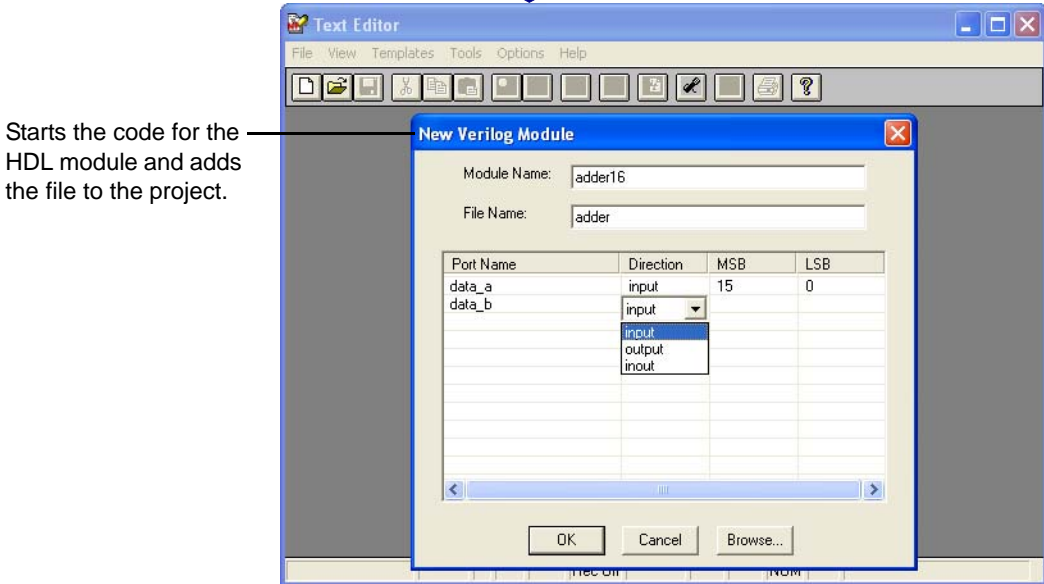 Text Editor
File View Templates Tools Options Help
Starts the code for the
HDL module and adds
the file to the project.
New Verilog Module
Module Name: adder16
File Name: adder
Port Name Direction MSB LSB
data_a input 15 0
data_b input
input
output
inout
OK Cancel Browse...
Rec Off NUM